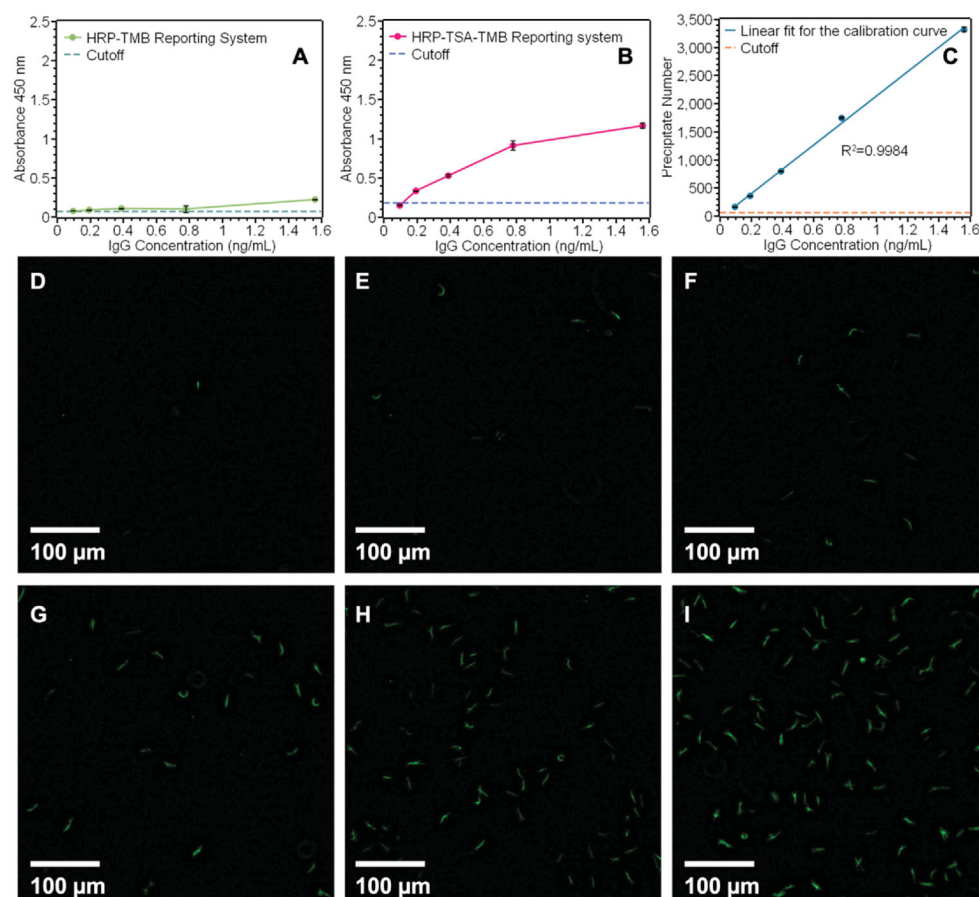 2.5
2
1.5
1
0.5
0
Absorbance 450 nm
HRP-TMB Reporting System
Cutoff
A
0 0.2 0.4 0.6 0.8 1 1.2 1.4 1.6
IgG Concentration (ng/mL)
2.5
2
1.5
1
0.5
0
Absorbance 450 nm
HRP-TSA-TMB Reporting system
Cutoff
B
0 0.2 0.4 0.6 0.8 1 1.2 1.4 1.6
IgG Concentration (ng/mL)
3,500
3,000
2,500
2,000
1,500
1,000
500
0
Precipitate Number
Linear fit for the calibration curve
Cutoff
C
R²=0.9984
0 0.2 0.4 0.6 0.8 1 1.2 1.4 1.6
IgG Concentration (ng/mL)
D
100 µm
E
100 µm
F
100 µm
G
100 µm
H
100 µm
I
100 µm